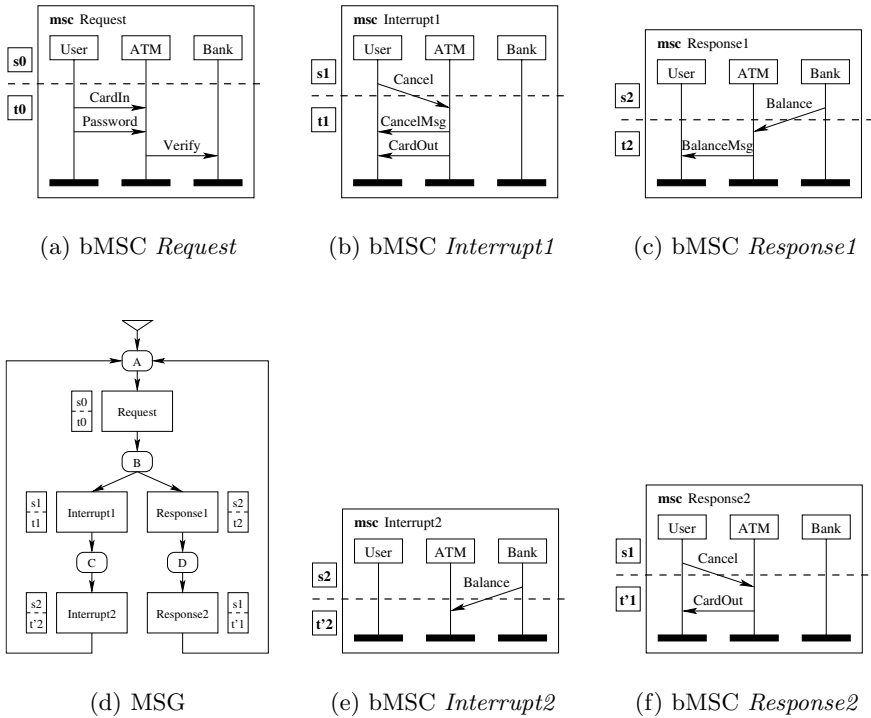 msc Request
User ATM Bank
s0
t0
CardIn
Password
Verify
(a) bMSC Request
msc Interrupt1
User ATM Bank
s1
t1
Cancel
CancelMsg
CardOut
(b) bMSC Interrupt1
msc Response1
User ATM Bank
s2
t2
Balance
BalanceMsg
(c) bMSC Response1
A
s0
t0
Request
B
s1
t1
Interrupt1
Response1
s2
t2
C
D
s2
t'2
Interrupt2
Response2
s1
t'1
(d) MSG
msc Interrupt2
User ATM Bank
s2
t'2
Balance
(e) bMSC Interrupt2
msc Response2
User ATM Bank
s1
t'1
Cancel
CardOut
(f) bMSC Response2